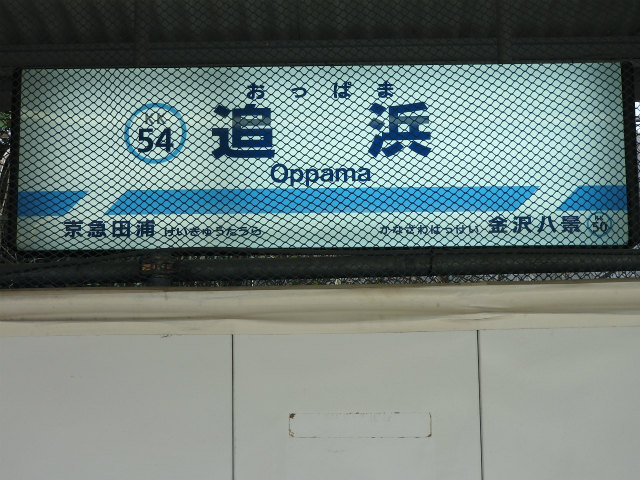 おっぱま
KK
54
追浜
Oppama
京急田浦 けいきゅうたうら
かなざわはっけい 金沢八景
50